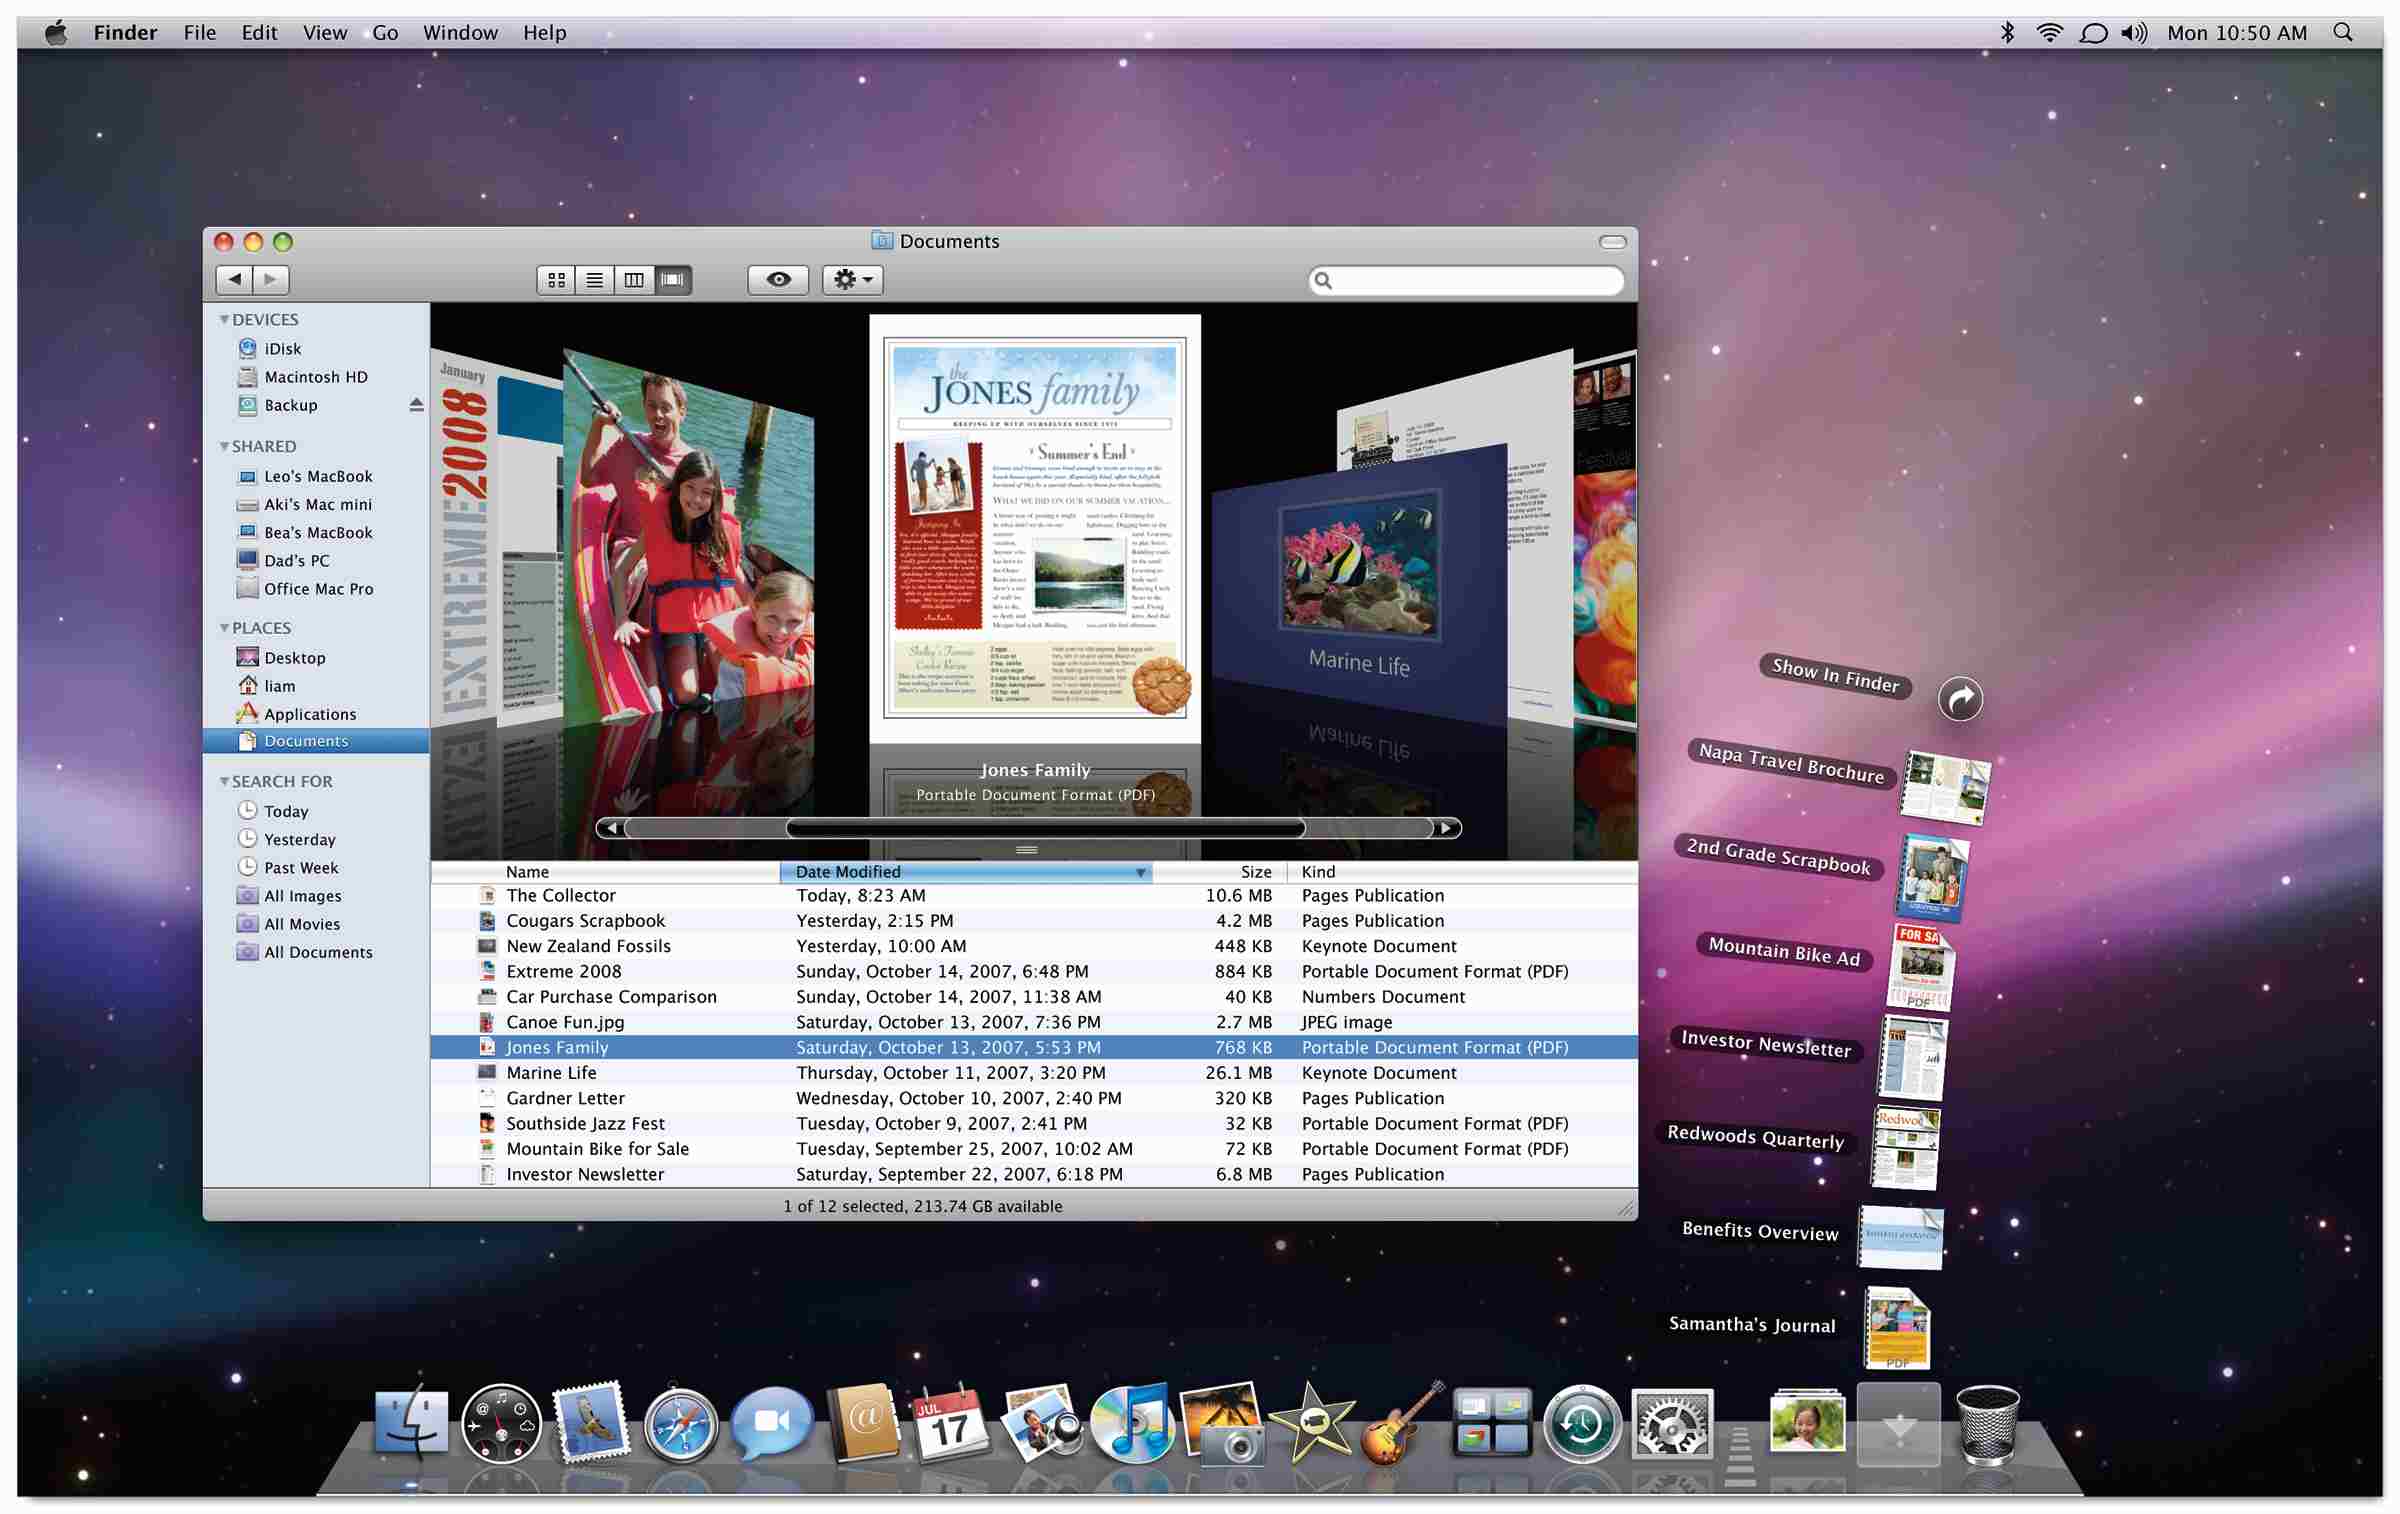 Finder File Edit View Go Window Help
Mon 10:50 AM
Documents
DEVICES
iDisk
Macintosh HD
Backup
SHARED
Leo's MacBook
Aki's Mac mini
Bea's MacBook
Dad's PC
Office Mac Pro
PLACES
Desktop
liam
Applications
Documents
SEARCH FOR
Today
Yesterday
Past Week
All Images
All Movies
All Documents
January
EXTREME2008
the
JONES family
KEEPING UP WITH OURSELVES SINCE 1971
Summer's End
WHAT WE DID ON OUR SUMMER VACATION...
Marine Life
Jones Family
Portable Document Format (PDF)
Name Date Modified Size Kind
The Collector Today, 8:23 AM 10.6 MB Pages Publication
Cougars Scrapbook Yesterday, 2:15 PM 4.2 MB Pages Publication
New Zealand Fossils Yesterday, 10:00 AM 448 KB Keynote Document
Extreme 2008 Sunday, October 14, 2007, 6:48 PM 884 KB Portable Document Format (PDF)
Car Purchase Comparison Sunday, October 14, 2007, 11:38 AM 40 KB Numbers Document
Canoe Fun.jpg Saturday, October 13, 2007, 7:36 PM 2.7 MB JPEG image
Jones Family Saturday, October 13, 2007, 5:53 PM 768 KB Portable Document Format (PDF)
Marine Life Thursday, October 11, 2007, 3:20 PM 26.1 MB Keynote Document
Gardner Letter Wednesday, October 10, 2007, 2:40 PM 320 KB Pages Publication
Southside Jazz Fest Tuesday, October 9, 2007, 2:41 PM 32 KB Portable Document Format (PDF)
Mountain Bike for Sale Tuesday, September 25, 2007, 10:02 AM 72 KB Portable Document Format (PDF)
Investor Newsletter Saturday, September 22, 2007, 6:18 PM 6.8 MB Pages Publication
1 of 12 selected, 213.74 GB available
Show In Finder
Napa Travel Brochure
2nd Grade Scrapbook
Mountain Bike Ad
FOR SA
PDF
Investor Newsletter
Redwoods Quarterly
Redwoo
Benefits Overview
Samantha's Journal
PDF
JUL
17